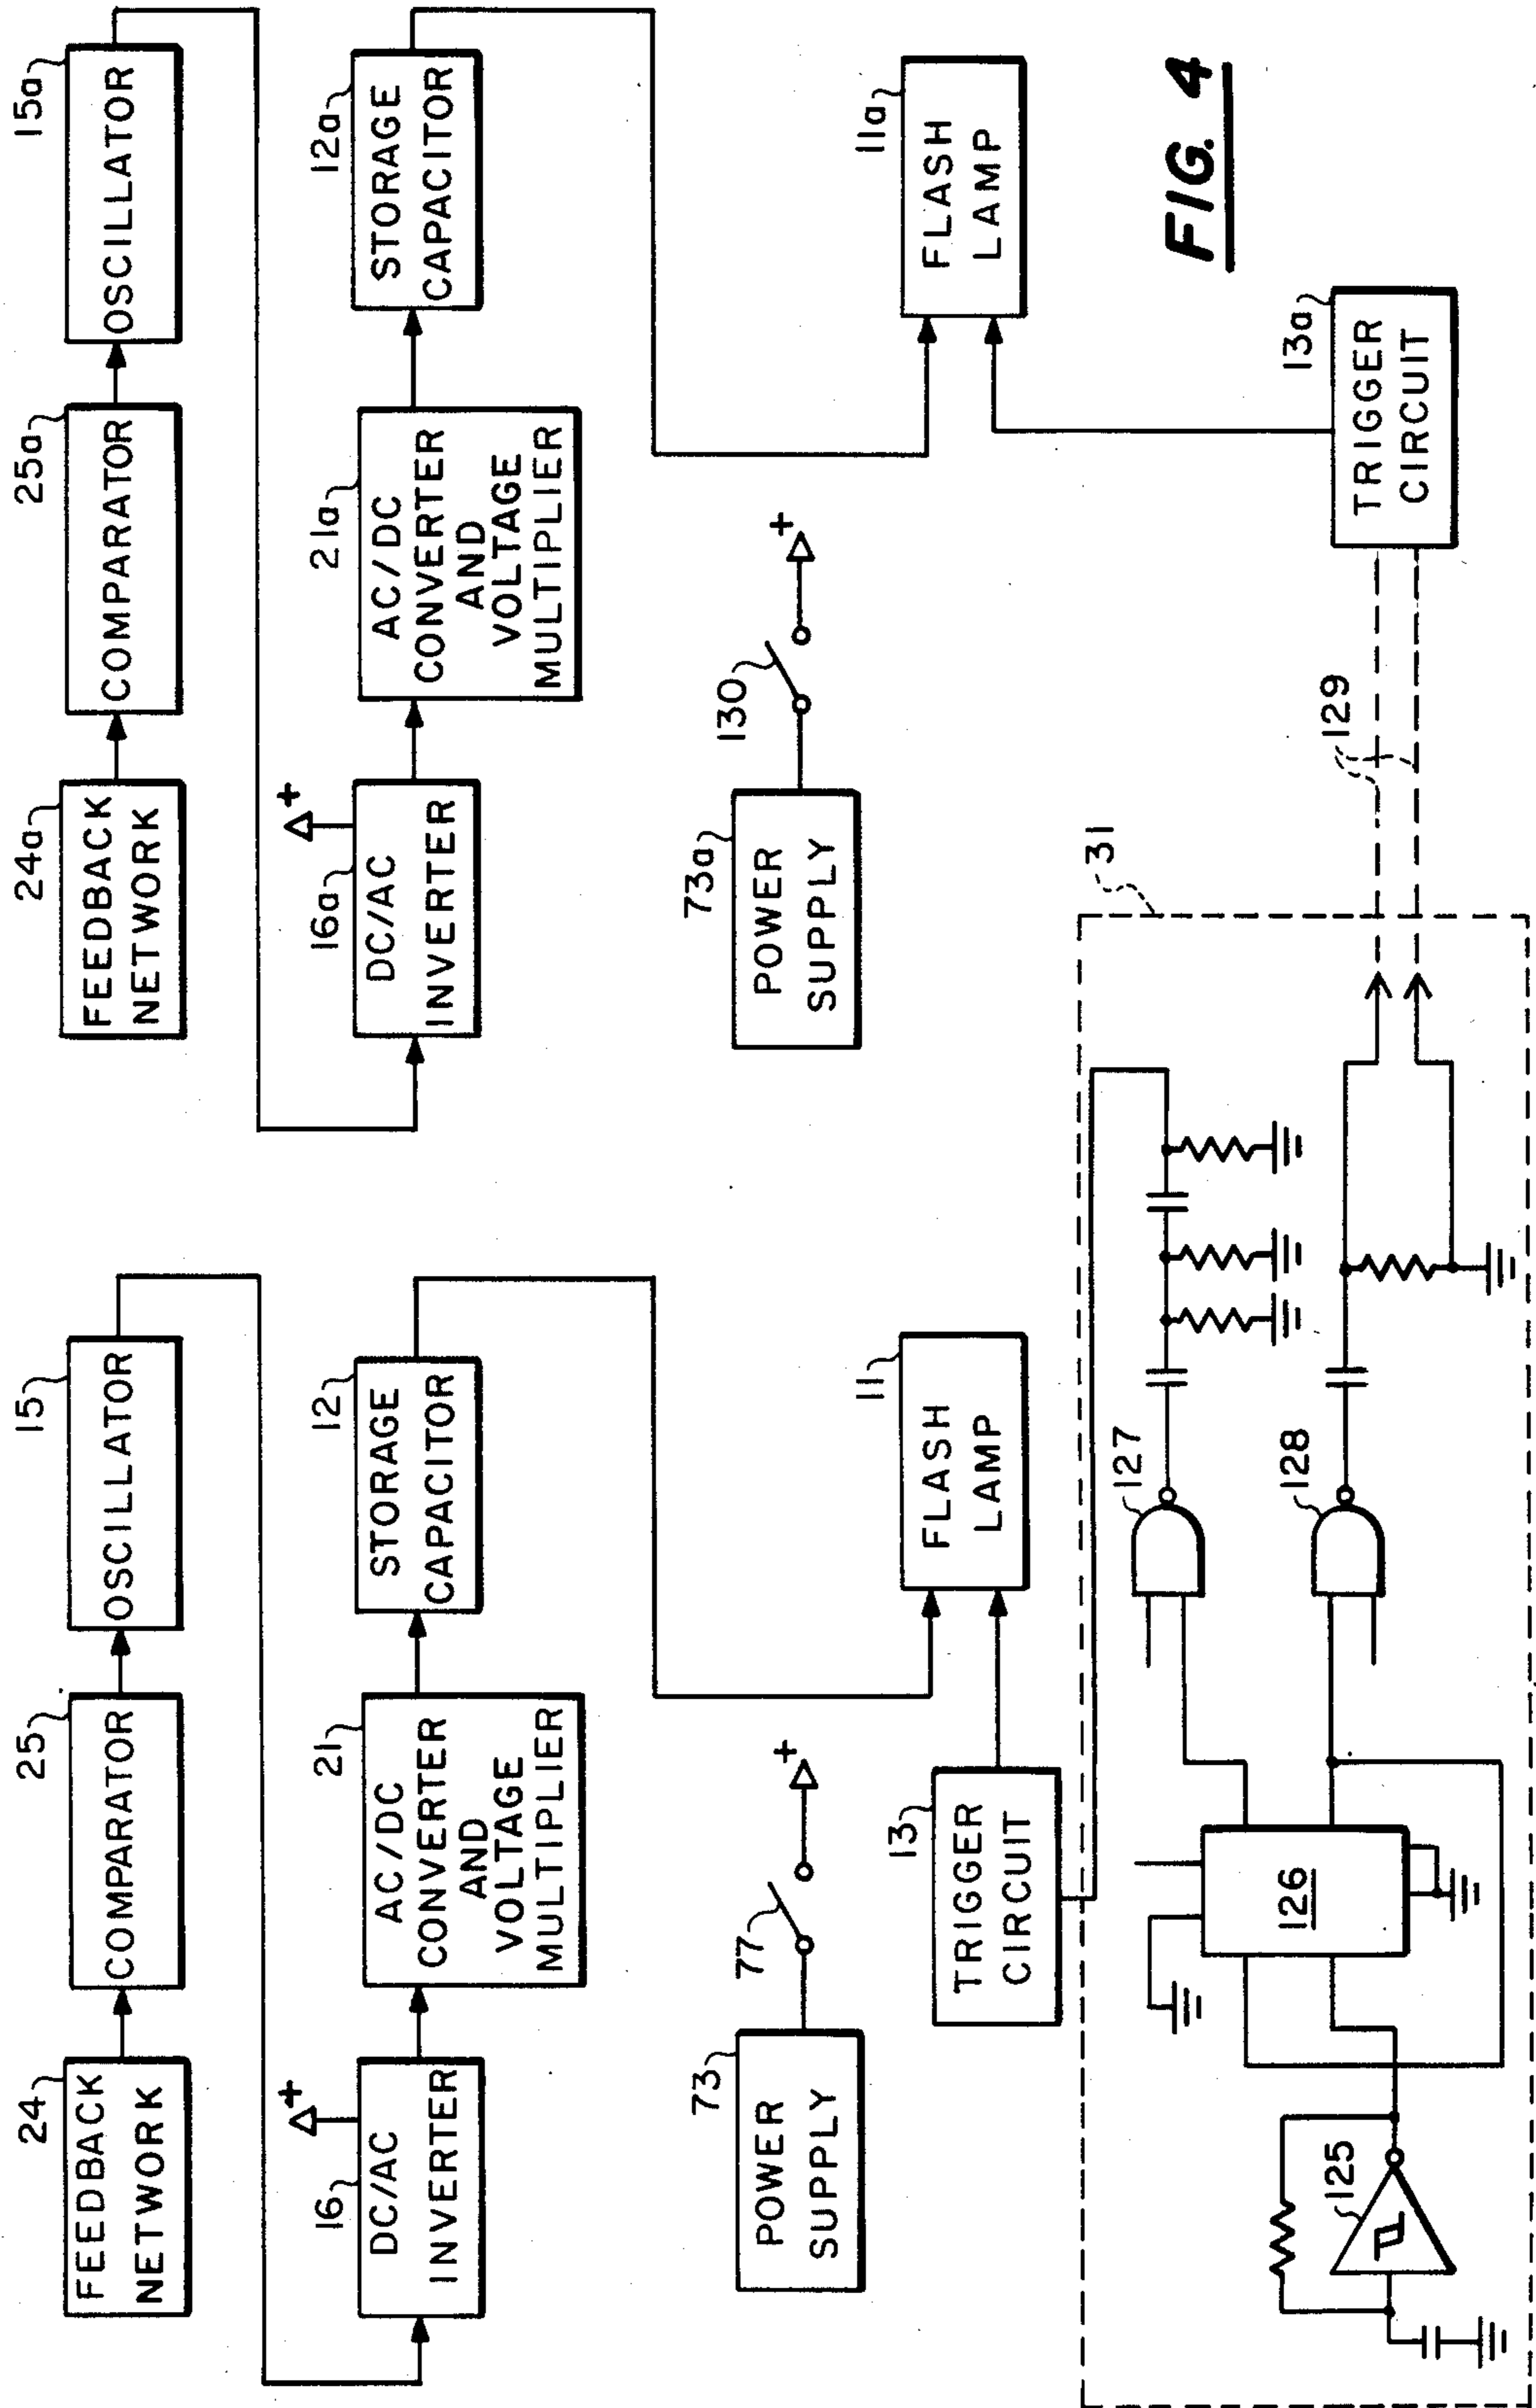 24
FEEDBACK
NETWORK
25
COMPARATOR
15
OSCILLATOR
24a
FEEDBACK
NETWORK
25a
COMPARATOR
15a
OSCILLATOR
16
+
DC/AC
INVERTER
21
AC/DC
CONVERTER
AND
VOLTAGE
MULTIPLIER
12
STORAGE
CAPACITOR
16a
+
DC/AC
INVERTER
21a
AC/DC
CONVERTER
AND
VOLTAGE
MULTIPLIER
12a
STORAGE
CAPACITOR
73
POWER
SUPPLY
77
+
73a
POWER
SUPPLY
130
+
13
TRIGGER
CIRCUIT
11
FLASH
LAMP
11a
FLASH
LAMP
31
125
126
127
128
129
13a
TRIGGER
CIRCUIT
FIG. 4